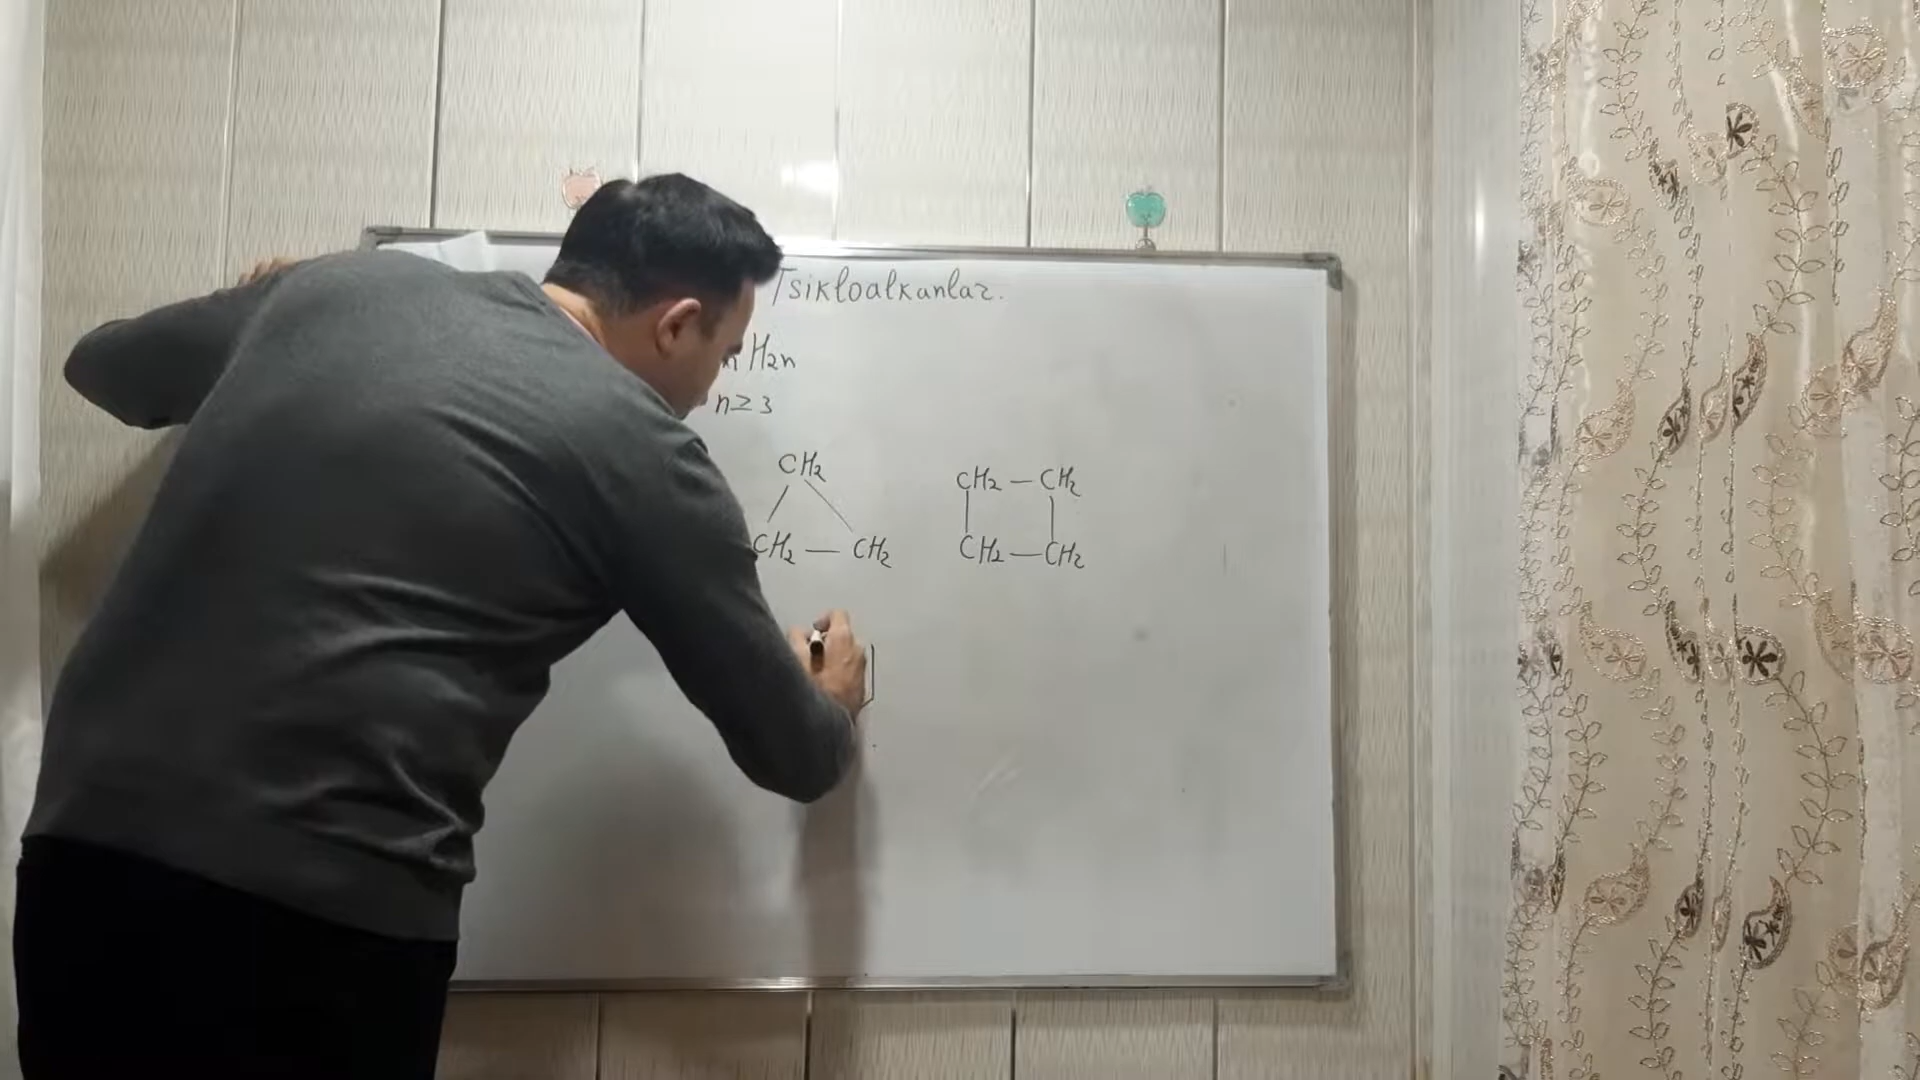 Tsikloalkanlar.
n H2n
n≥3
CH2
CH2 — CH2
CH2 — CH2
CH2 — CH2